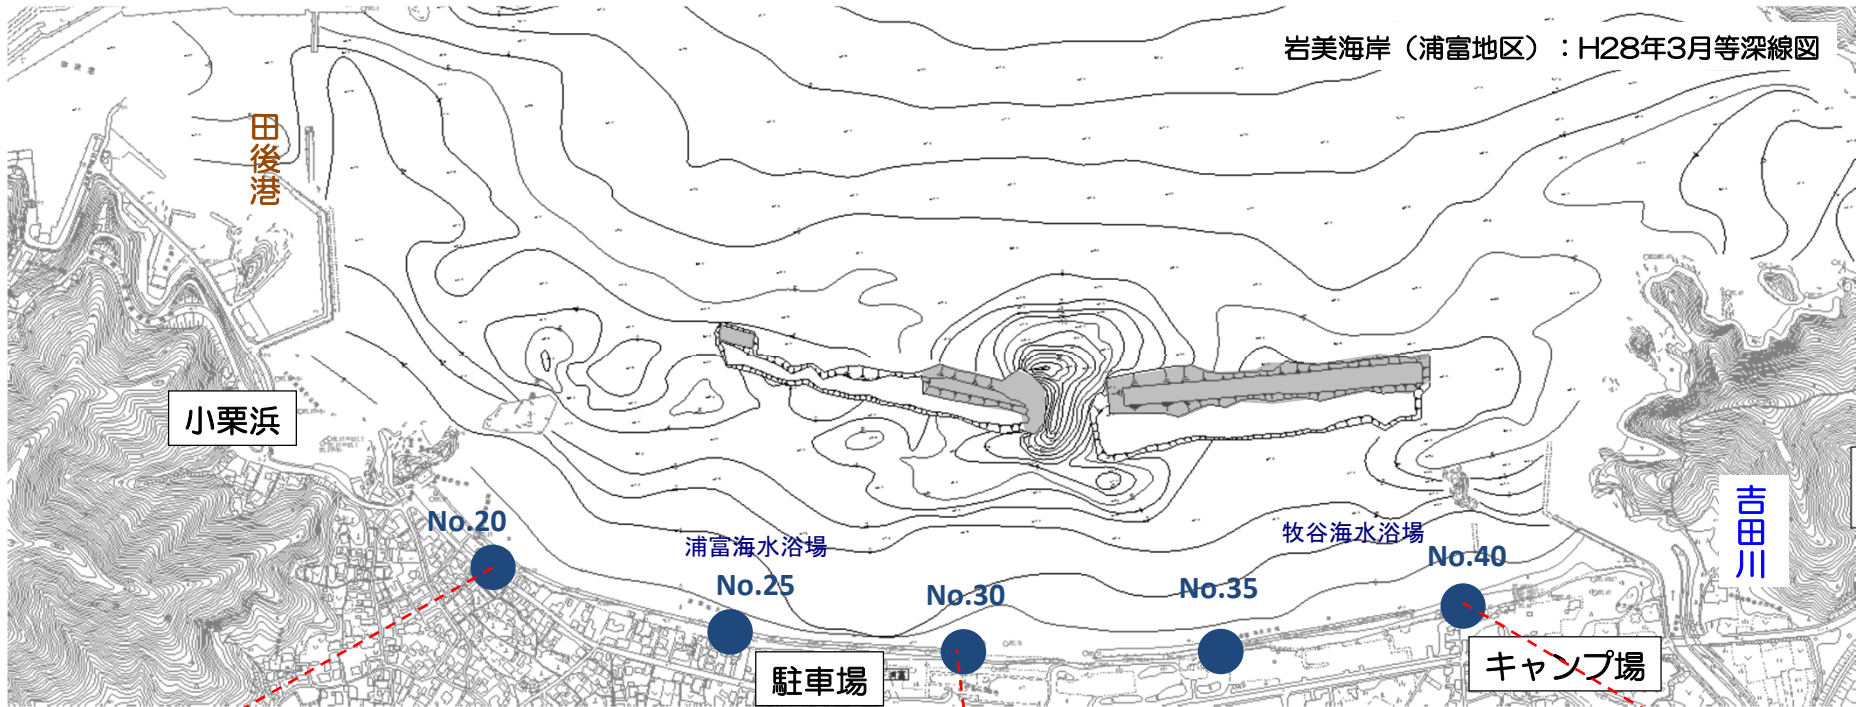 岩美海岸（浦富地区）：H28年3月等深線図
田後港
小栗浜
No.20
浦富海水浴場
No.25
No.30
No.35
牧谷海水浴場
No.40
吉田川
駐車場
キャンプ場